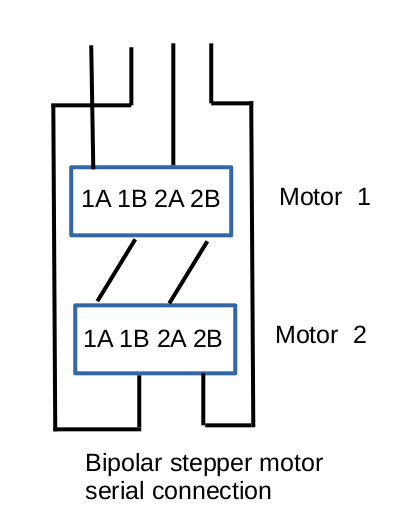 1A 1B 2A 2B
Motor 1
1A 1B 2A 2B
Motor 2
Bipolar stepper motor
serial connection